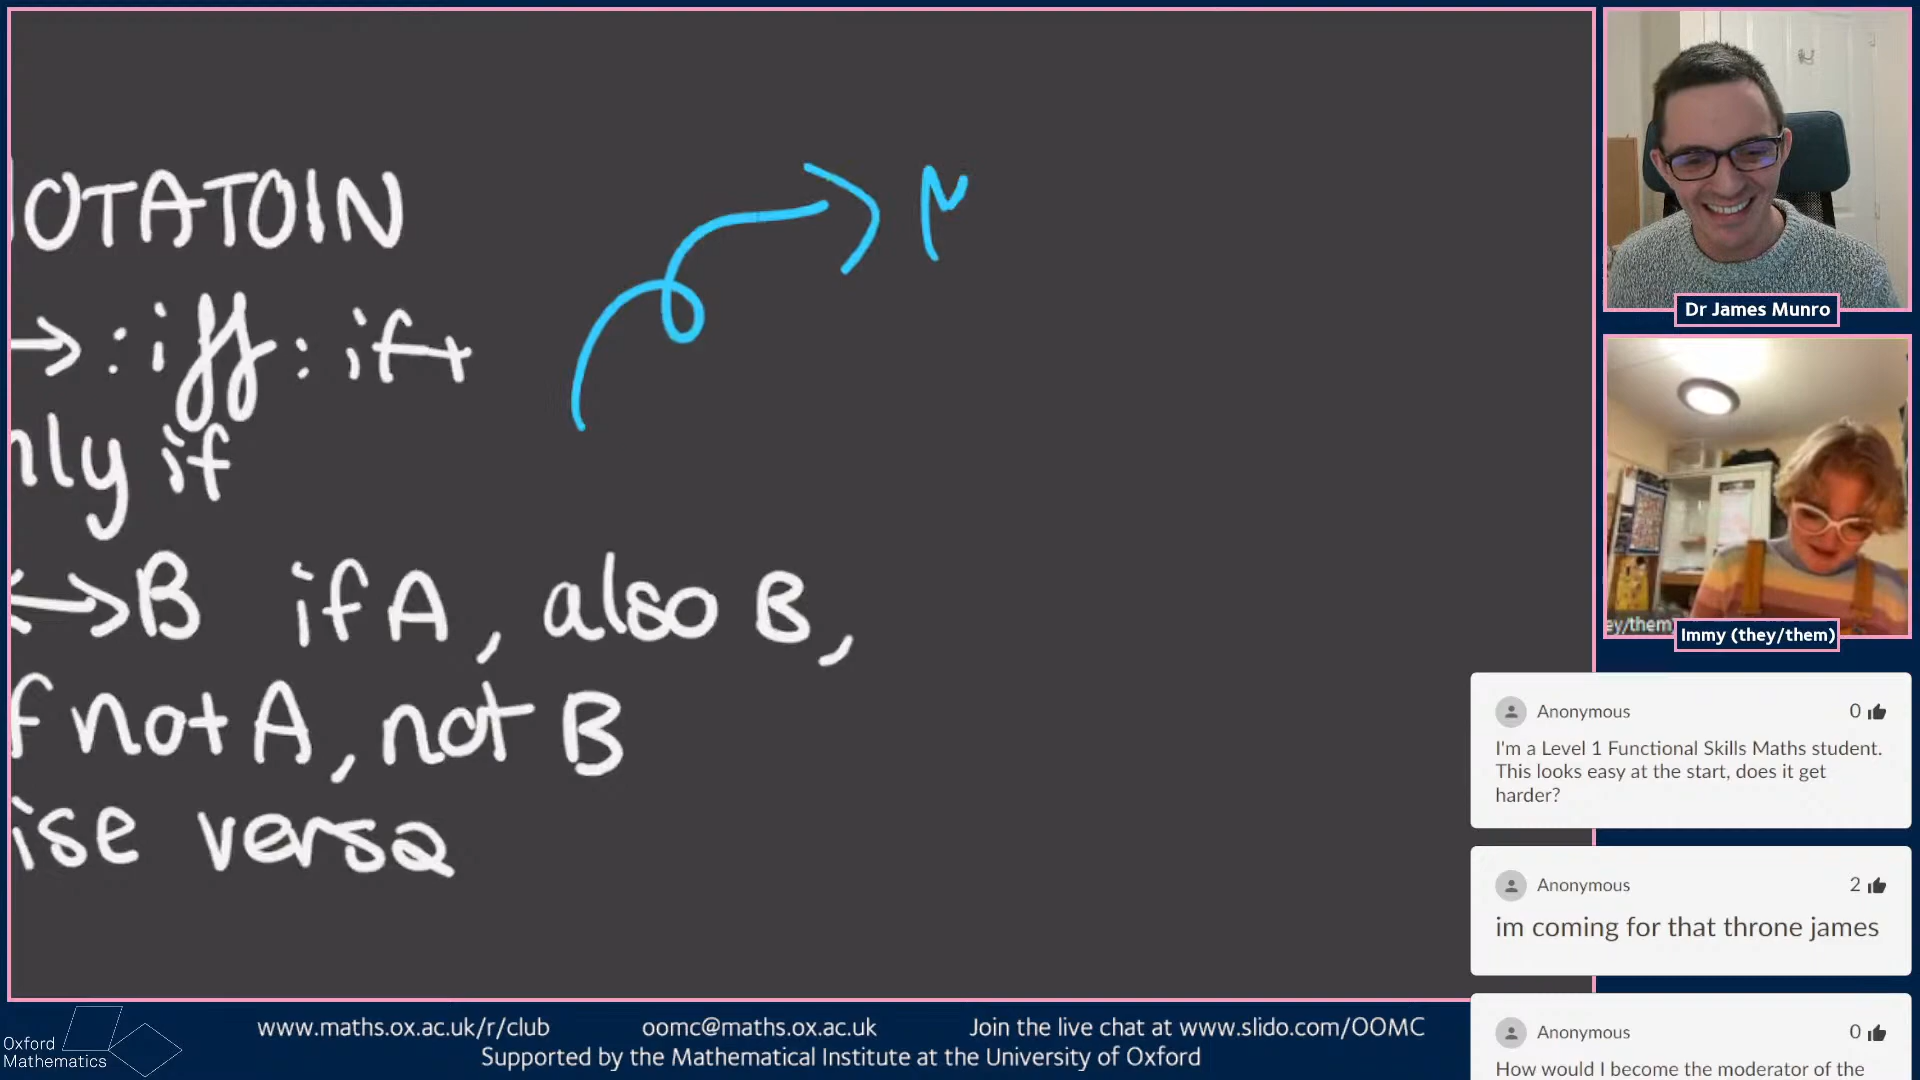 OTATOIN
→ : iff : if +
nly if
↔ B if A, also B,
f not A, not B
ise versa
Dr James Munro
ey/them
Immy (they/them)
Anonymous 0
I'm a Level 1 Functional Skills Maths student.
This looks easy at the start, does it get
harder?
Anonymous 2
im coming for that throne james
Anonymous 0
How would I become the moderator of the
Oxford
Mathematics
www.maths.ox.ac.uk/r/club oomc@maths.ox.ac.uk Join the live chat at www.slido.com/OOMC
Supported by the Mathematical Institute at the University of Oxford